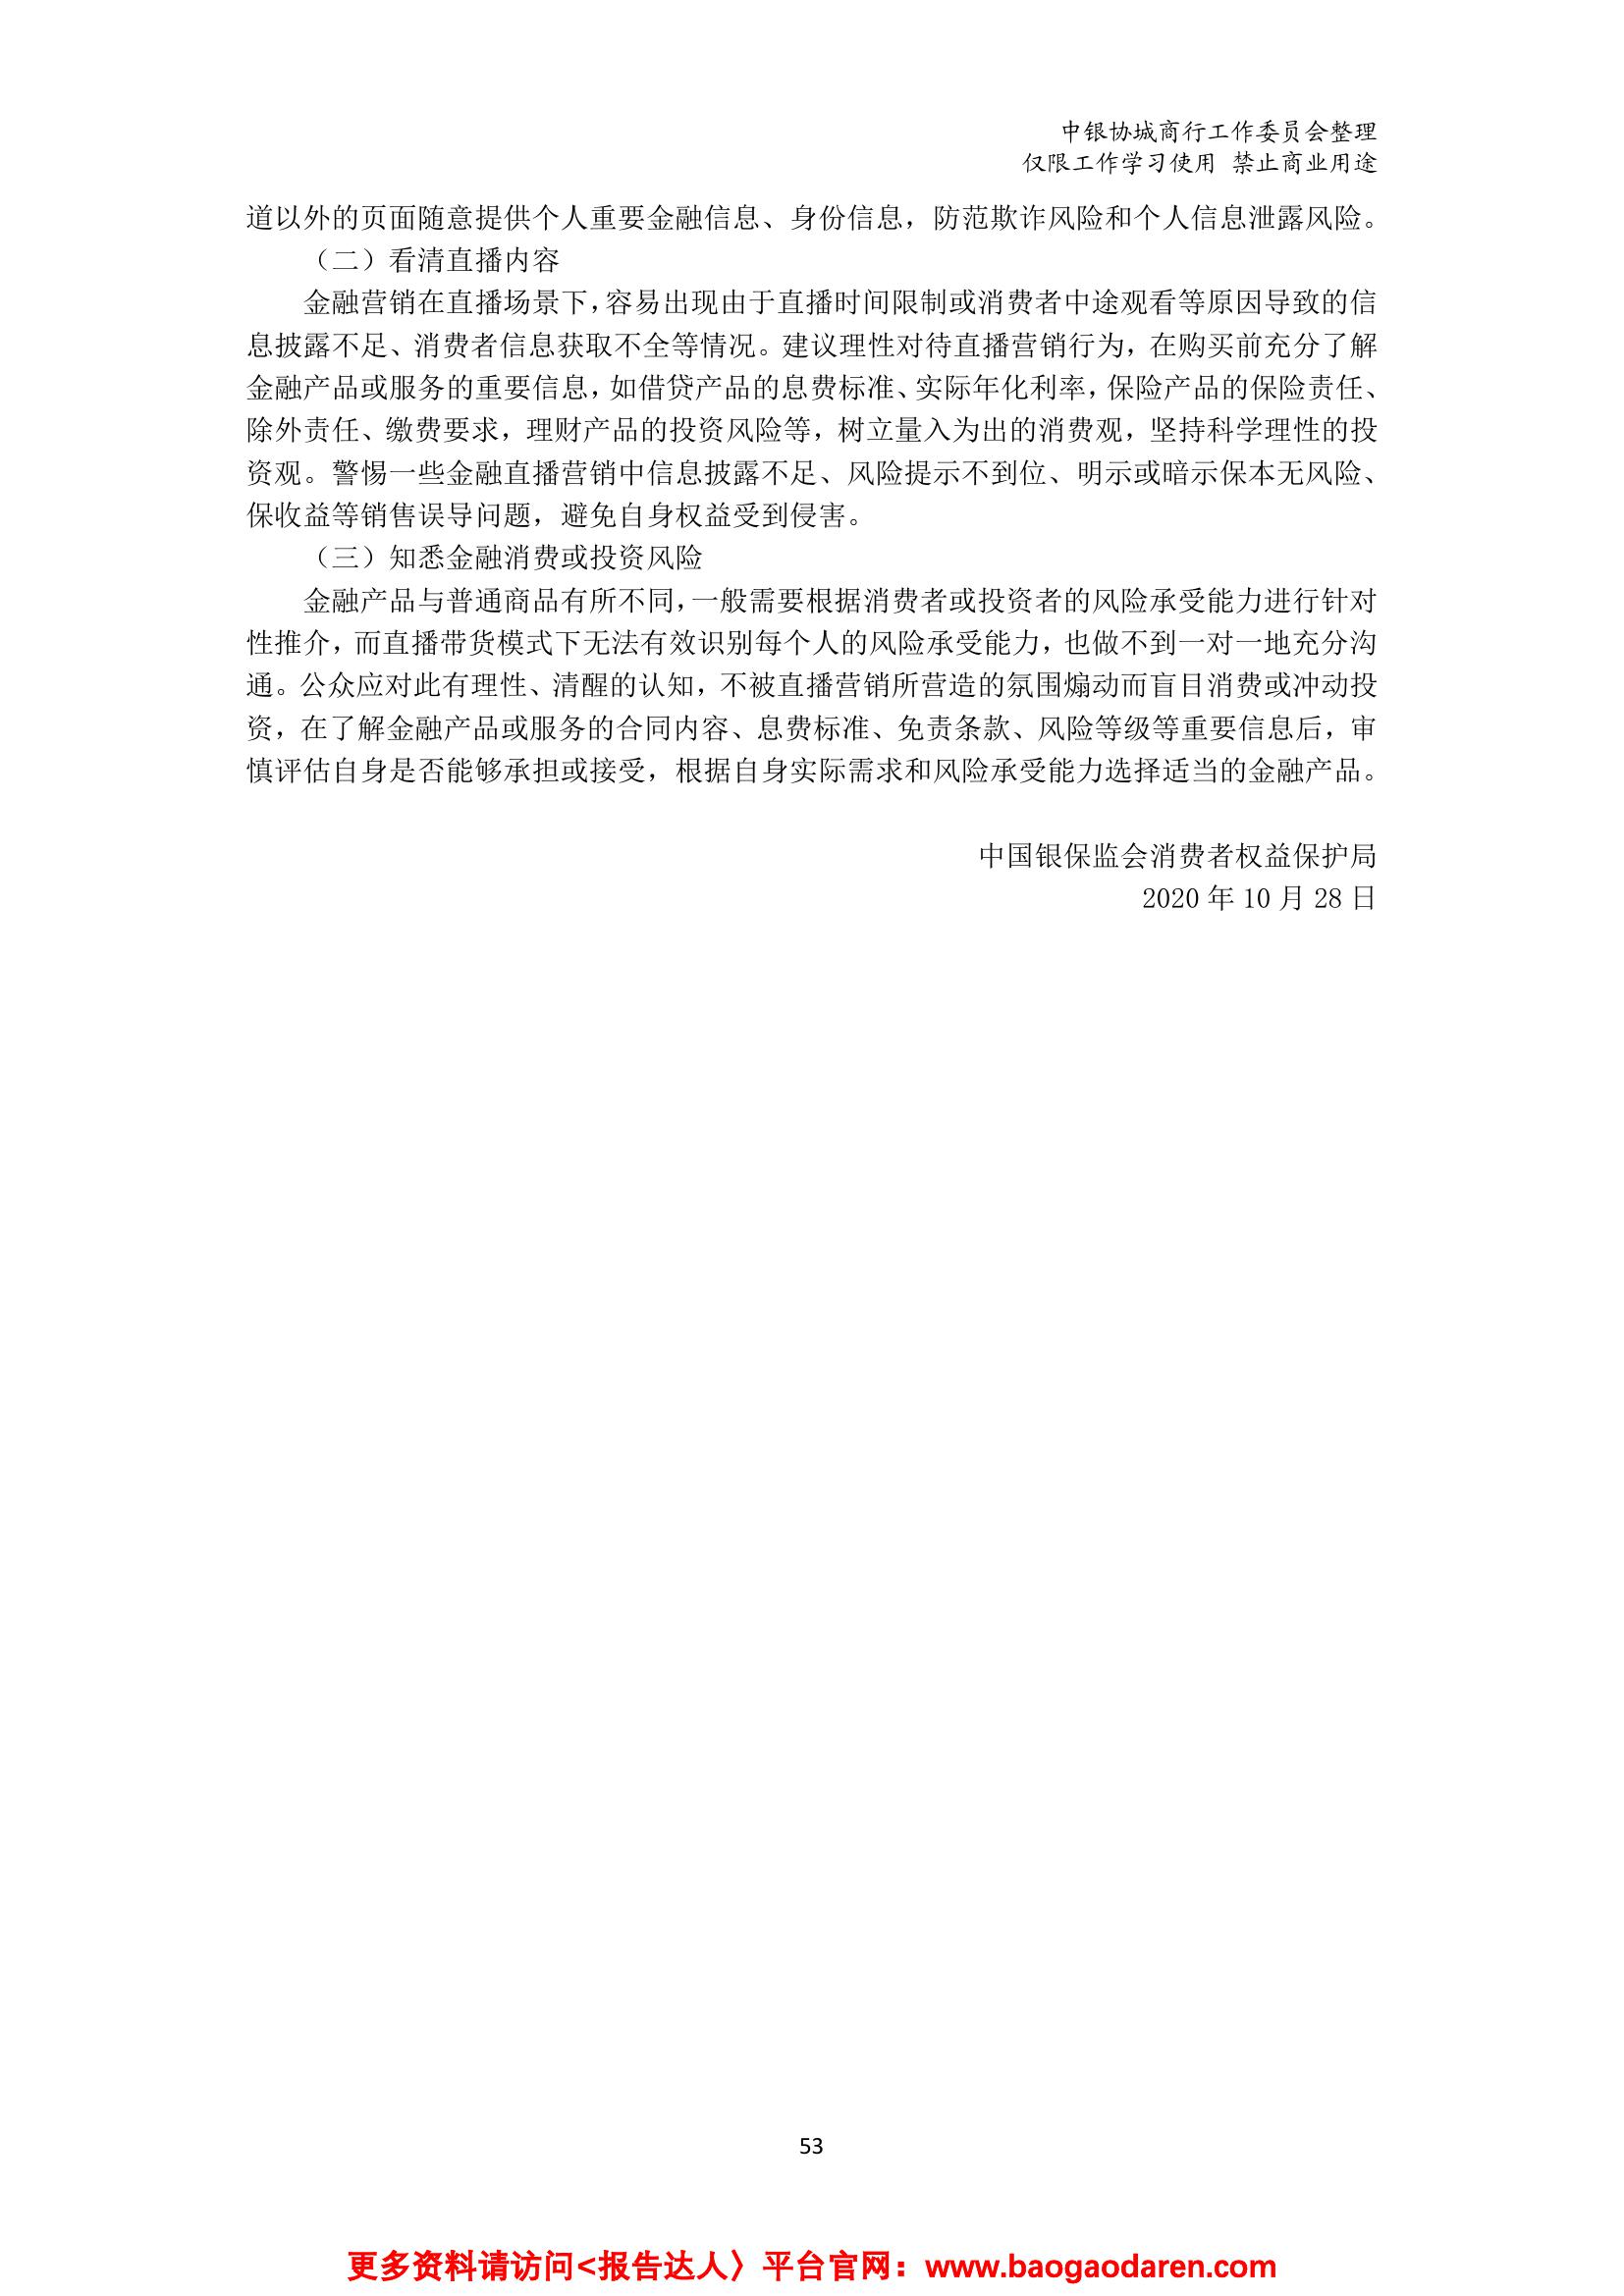 中银协城商行工作委员会整理
仅限工作学习使用 禁止商业用途
道以外的页面随意提供个人重要金融信息、身份信息，防范欺诈风险和个人信息泄露风险。
（二）看清直播内容
金融营销在直播场景下，容易出现由于直播时间限制或消费者中途观看等原因导致的信
息披露不足、消费者信息获取不全等情况。建议理性对待直播营销行为，在购买前充分了解
金融产品或服务的重要信息，如借贷产品的息费标准、实际年化利率，保险产品的保险责任、
除外责任、缴费要求，理财产品的投资风险等，树立量入为出的消费观，坚持科学理性的投
资观。警惕一些金融直播营销中信息披露不足、风险提示不到位、明示或暗示保本无风险、
保收益等销售误导问题，避免自身权益受到侵害。
（三）知悉金融消费或投资风险
金融产品与普通商品有所不同，一般需要根据消费者或投资者的风险承受能力进行针对
性推介，而直播带货模式下无法有效识别每个人的风险承受能力，也做不到一对一地充分沟
通。公众应对此有理性、清醒的认知，不被直播营销所营造的氛围煽动而盲目消费或冲动投
资，在了解金融产品或服务的合同内容、息费标准、免责条款、风险等级等重要信息后，审
慎评估自身是否能够承担或接受，根据自身实际需求和风险承受能力选择适当的金融产品。
中国银保监会消费者权益保护局
2020 年 10 月 28 日
53
更多资料请访问<报告达人〉平台官网：www.baogaodaren.com